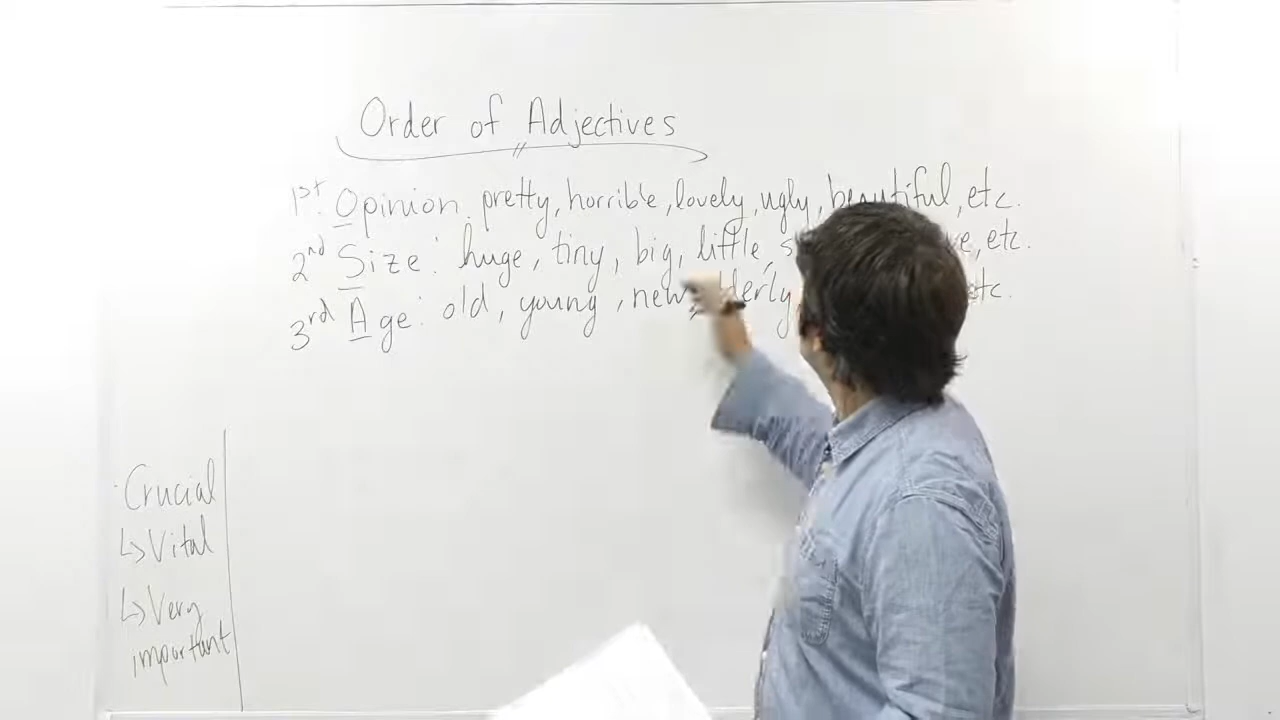 Order of Adjectives
1st. Opinion. pretty, horrible, lovely, ugly, beautiful, etc.
2nd Size: huge, tiny, big, little, etc.
3rd Age: old, young, new, etc.
Crucial
↳ Vital
↳ Very
important